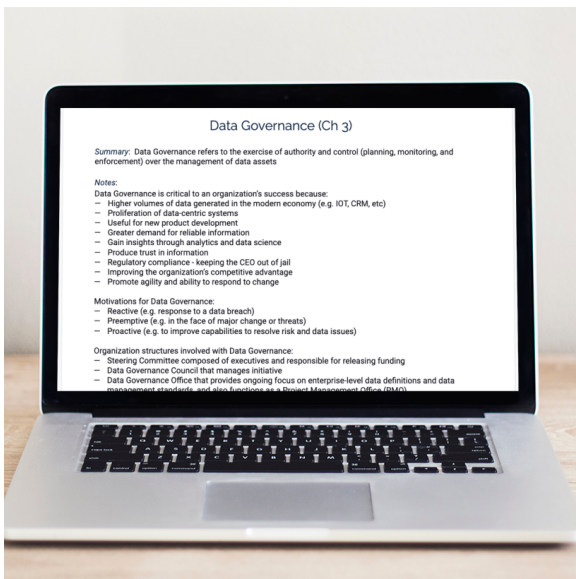 Data Governance (Ch 3)
Summary: Data Governance refers to the exercise of authority and control (planning, monitoring, and
enforcement) over the management of data assets
Notes:
Data Governance is critical to an organization's success because:
– Higher volumes of data generated in the modern economy (e.g. IOT, CRM, etc)
– Proliferation of data-centric systems
– Useful for new product development
– Greater demand for reliable information
– Gain insights through analytics and data science
– Produce trust in information
– Regulatory compliance - keeping the CEO out of jail
– Improving the organization's competitive advantage
– Promote agility and ability to respond to change
Motivations for Data Governance:
– Reactive (e.g. response to a data breach)
– Preemptive (e.g. in the face of major change or threats)
– Proactive (e.g. to improve capabilities to resolve risk and data issues)
Organization structures involved with Data Governance:
– Steering Committee composed of executives and responsible for releasing funding
– Data Governance Council that manages initiative
– Data Governance Office that provides ongoing focus on enterprise-level data definitions and data
management standards, and also functions as a Project Management Office (PMO)